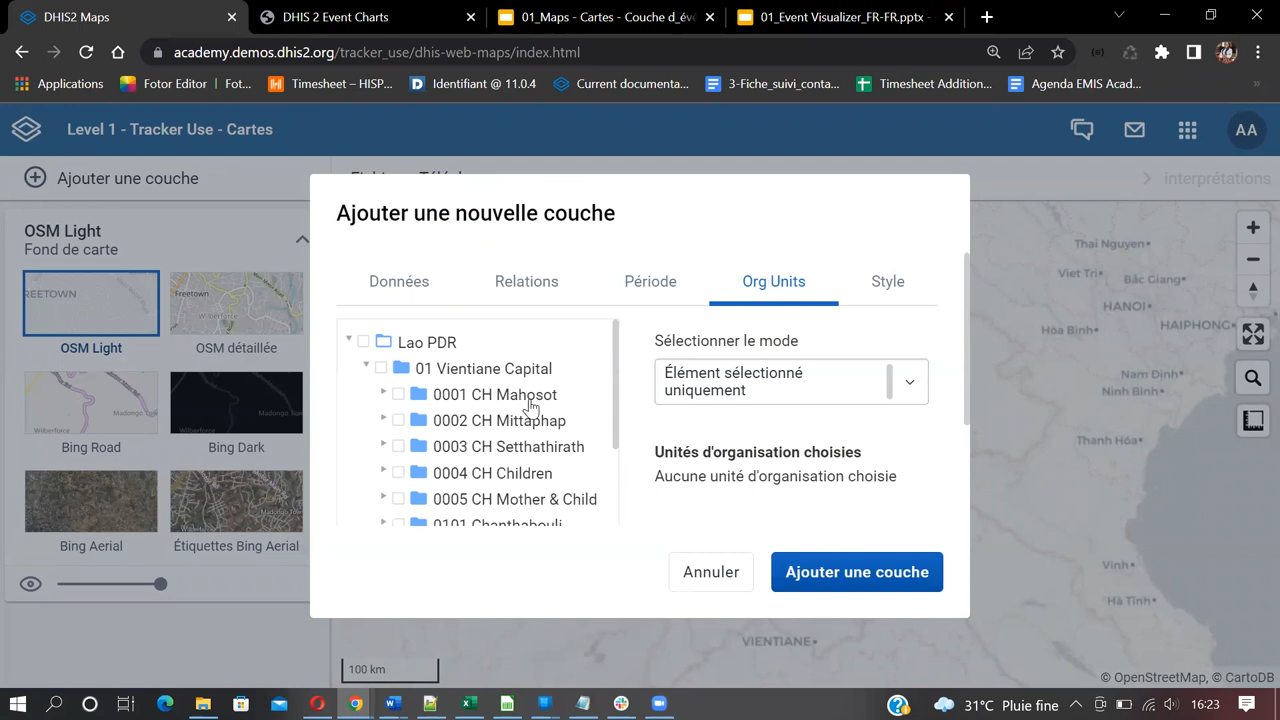 DHIS2 Maps
DHIS2 Event Charts
01_Maps - Cartes - Couche d_évé
01_Event Visualizer_FR-FR.pptx -
academy.demos.dhis2.org/tracker_use/dhis-web-maps/index.html
Applications
Fotor Editor | Fot...
Timesheet – HISP...
Identifiant @ 11.0.4
Current documenta...
3-Fiche_suivi_conta...
Timesheet Addition...
Agenda EMIS Acad...
»
Level 1 - Tracker Use - Cartes
AA
Ajouter une couche
interprétations
OSM Light
Fond de carte
OSM Light
OSM détaillée
Bing Road
Bing Dark
Bing Aerial
Étiquettes Bing Aerial
Ajouter une nouvelle couche
Données
Relations
Période
Org Units
Style
Lao PDR
01 Vientiane Capital
0001 CH Mahosot
0002 CH Mittaphap
0003 CH Setthathirath
0004 CH Children
0005 CH Mother & Child
0101 Chanthabouli
Sélectionner le mode
Élément sélectionné
uniquement
Unités d'organisation choisies
Aucune unité d'organisation choisie
Annuler
Ajouter une couche
Thai Nguyen
Viet Tri
Bắc Giang
HANOI
HAIPHONG
Hòa Bình
Nam Định
Ninh Bình
Thanh Hóa
Vinh
Hà Tĩnh
VIENTIANE
100 km
© OpenStreetMap, © CartoDB
31°C Pluie fine
16:23